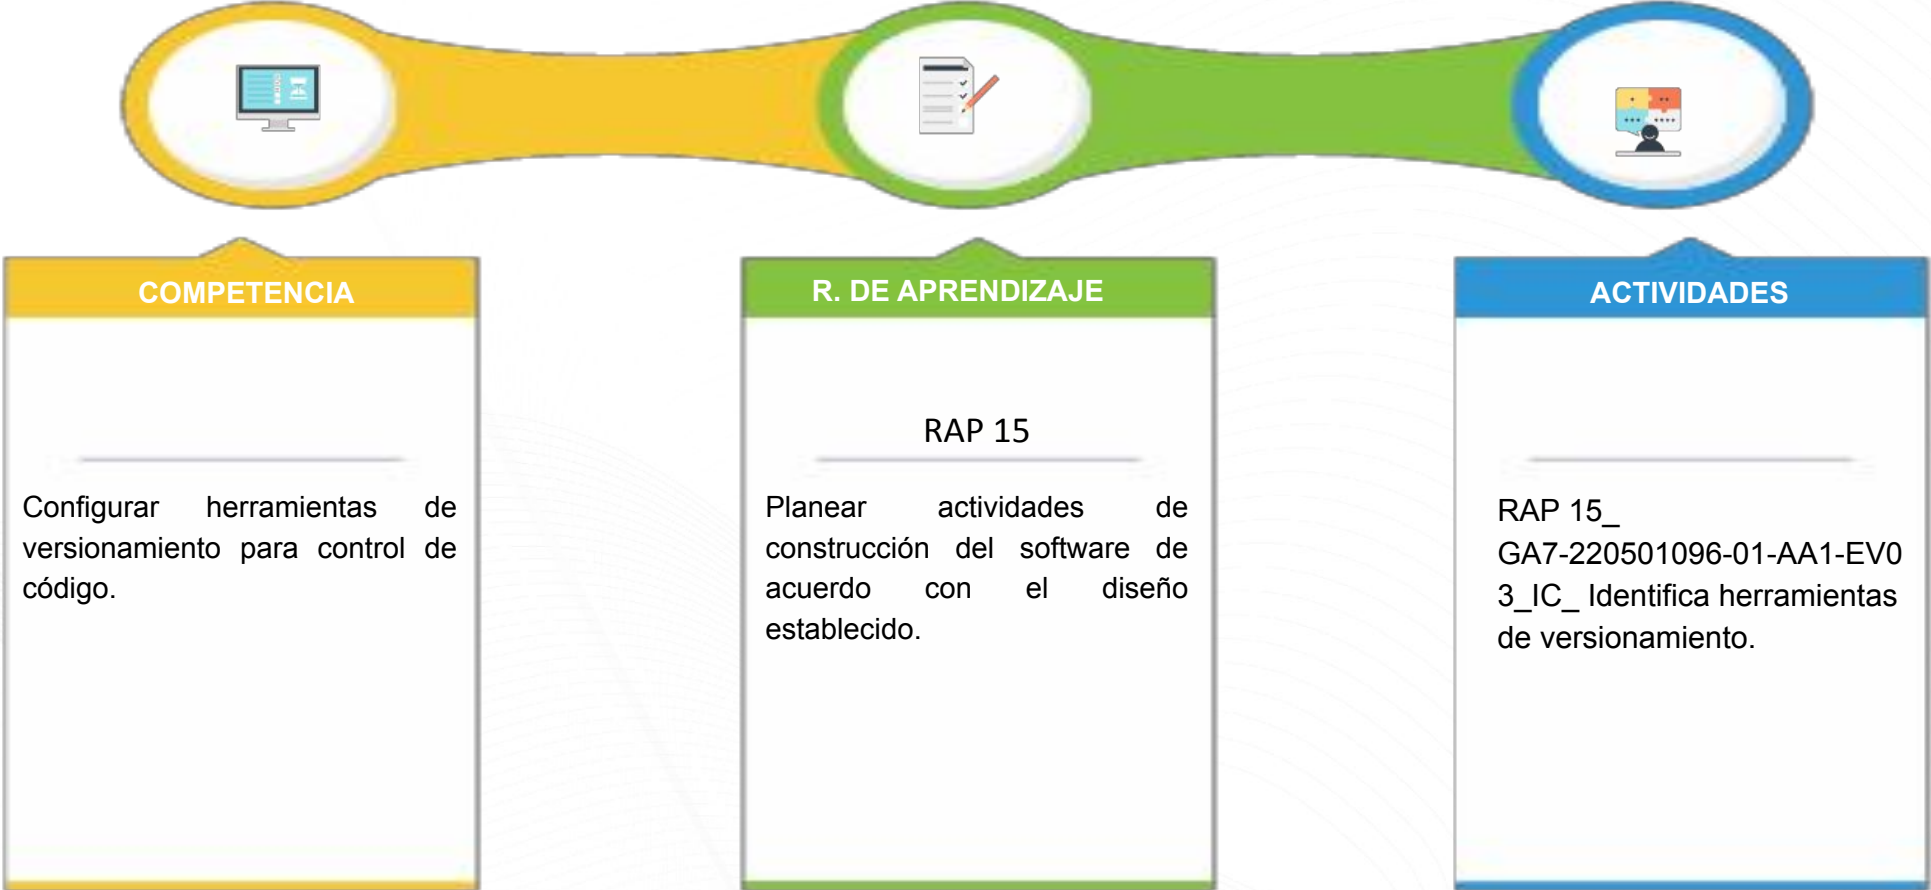 COMPETENCIA
Configurar herramientas de
versionamiento para control de
código.
R. DE APRENDIZAJE
RAP 15
Planear actividades de
construcción del software de
acuerdo con el diseño
establecido.
ACTIVIDADES
RAP 15_
GA7-220501096-01-AA1-EV0
3_IC_ Identifica herramientas
de versionamiento.